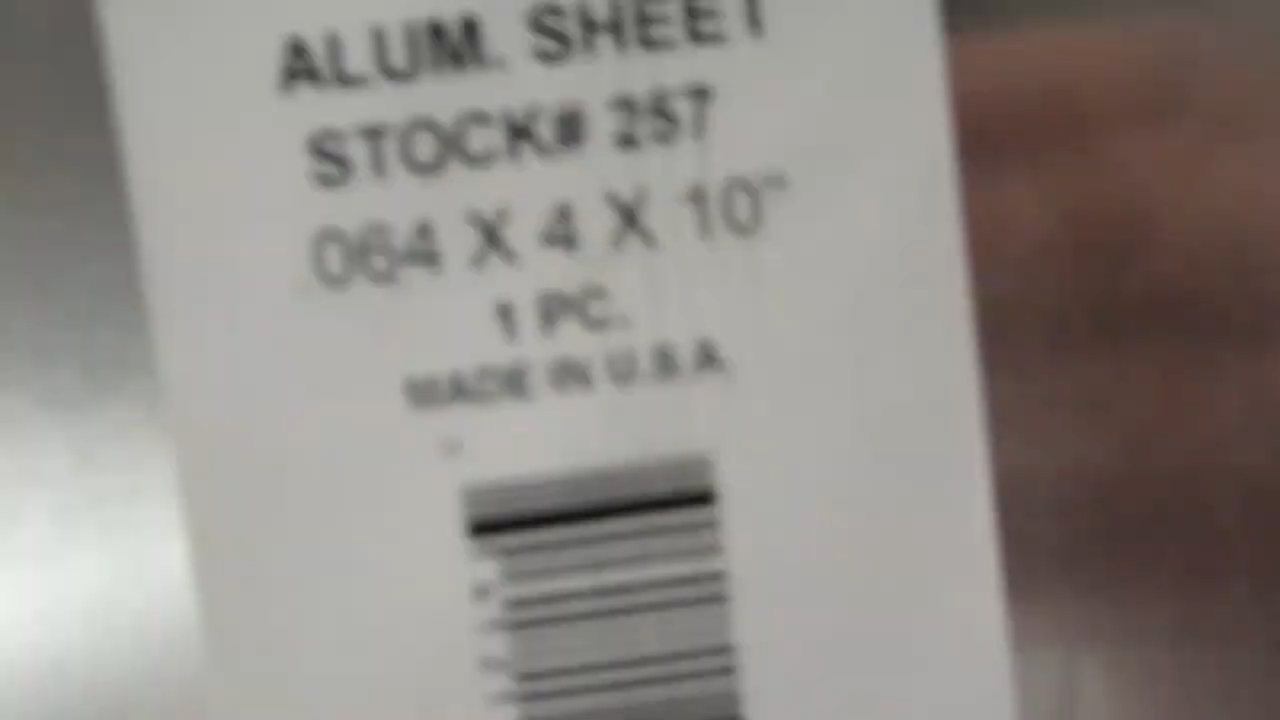 ALUM. SHEET
STOCK# 257
.064 X 4 X 10"
1 PC.
MADE IN U.S.A.